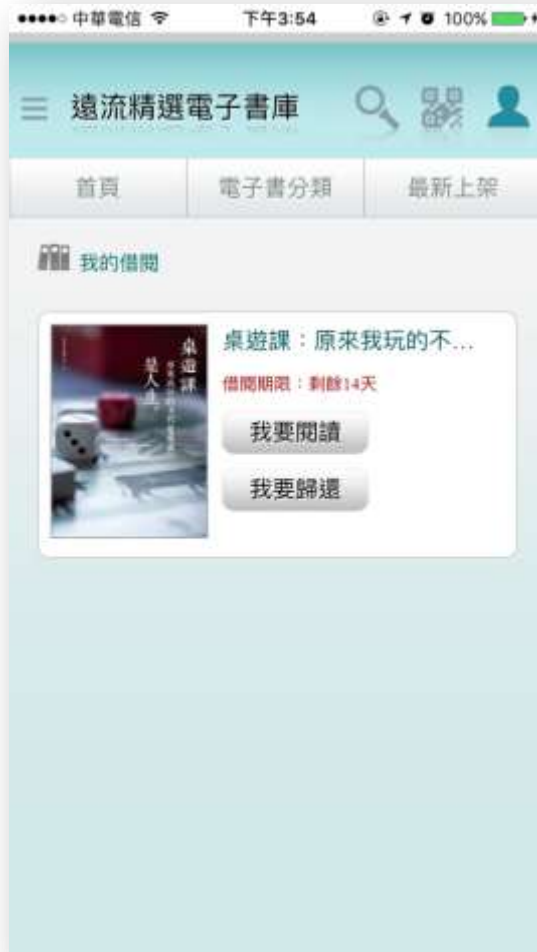 中華電信
下午3:54
100%
遠流精選電子書庫
首頁
電子書分類
最新上架
我的借閱
桌遊課
是人生。
桌遊課：原來我玩的不...
借閱期限：剩餘14天
我要閱讀
我要歸還